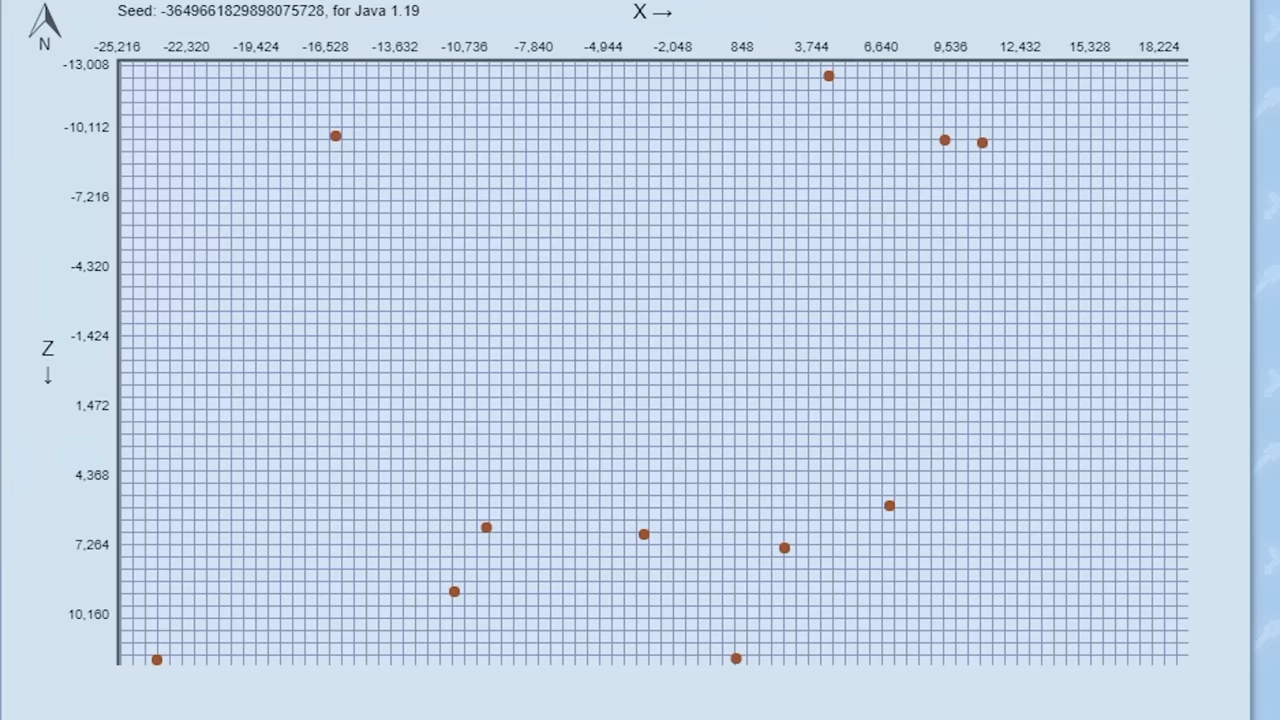 Seed: -3649661829898075728, for Java 1.19
X →
N
-25,216 -22,320 -19,424 -16,528 -13,632 -10,736 -7,840 -4,944 -2,048 848 3,744 6,640 9,536 12,432 15,328 18,224
-13,008
-10,112
-7,216
-4,320
-1,424
Z
↓
1,472
4,368
7,264
10,160